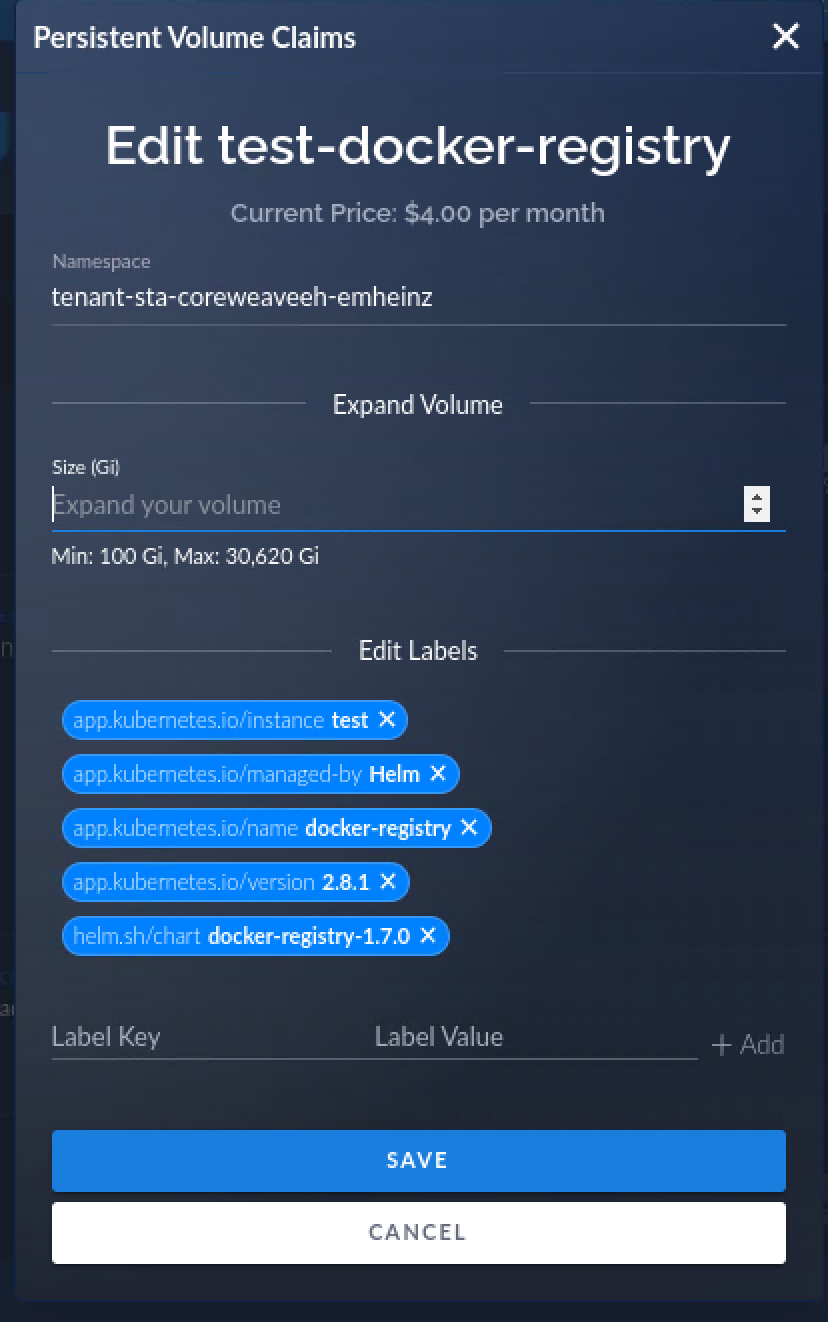 Persistent Volume Claims
Edit test-docker-registry
Current Price: $4.00 per month
Namespace
tenant-sta-coreweaveeh-emheinz
Expand Volume
Size (Gi)
Expand your volume
Min: 100 Gi, Max: 30,620 Gi
Edit Labels
app.kubernetes.io/instance test
app.kubernetes.io/managed-by Helm
app.kubernetes.io/name docker-registry
app.kubernetes.io/version 2.8.1
helm.sh/chart docker-registry-1.7.0
Label Key Label Value + Add
SAVE
CANCEL